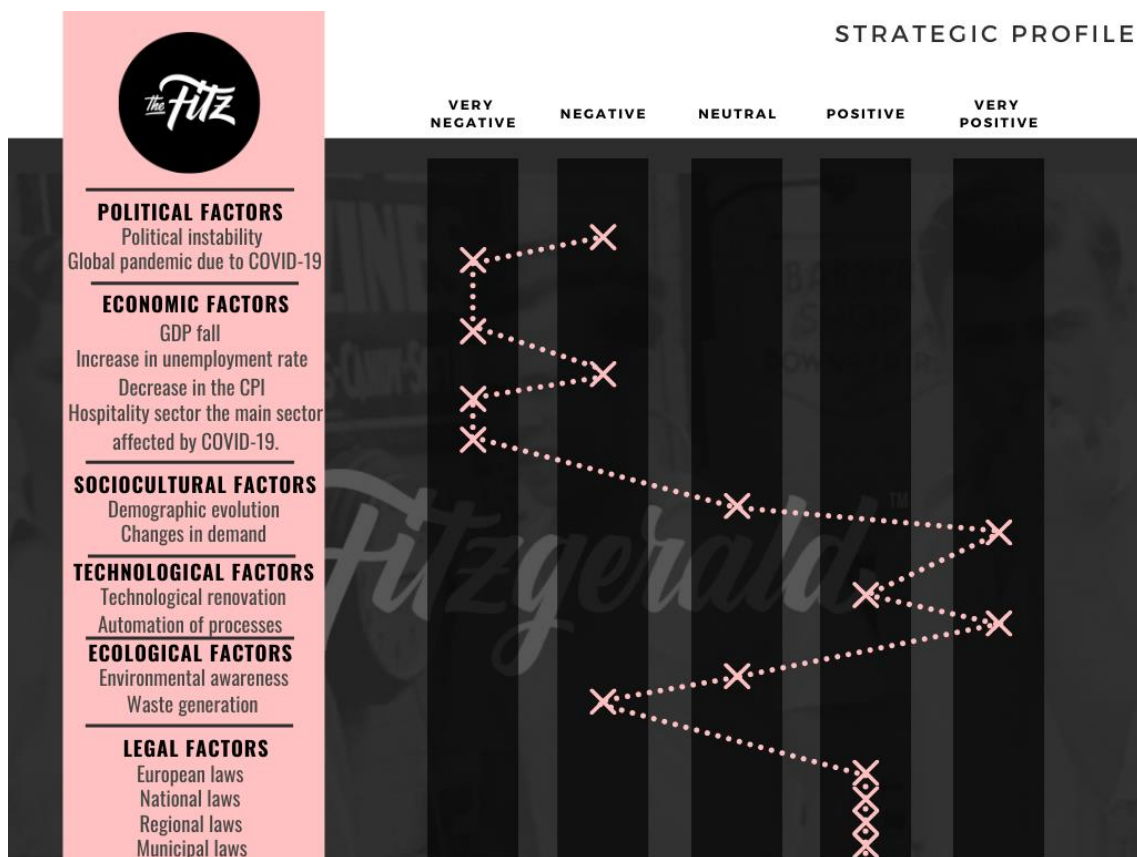 STRATEGIC PROFILE
the Fitz
VERY NEGATIVE
NEGATIVE
NEUTRAL
POSITIVE
VERY POSITIVE
POLITICAL FACTORS
Political instability
Global pandemic due to COVID-19
ECONOMIC FACTORS
GDP fall
Increase in unemployment rate
Decrease in the CPI
Hospitality sector the main sector
affected by COVID-19.
SOCIOCULTURAL FACTORS
Demographic evolution
Changes in demand
TECHNOLOGICAL FACTORS
Technological renovation
Automation of processes
ECOLOGICAL FACTORS
Environmental awareness
Waste generation
LEGAL FACTORS
European laws
National laws
Regional laws
Municipal laws
Fitzgerald. TM
BARBER
SHOP